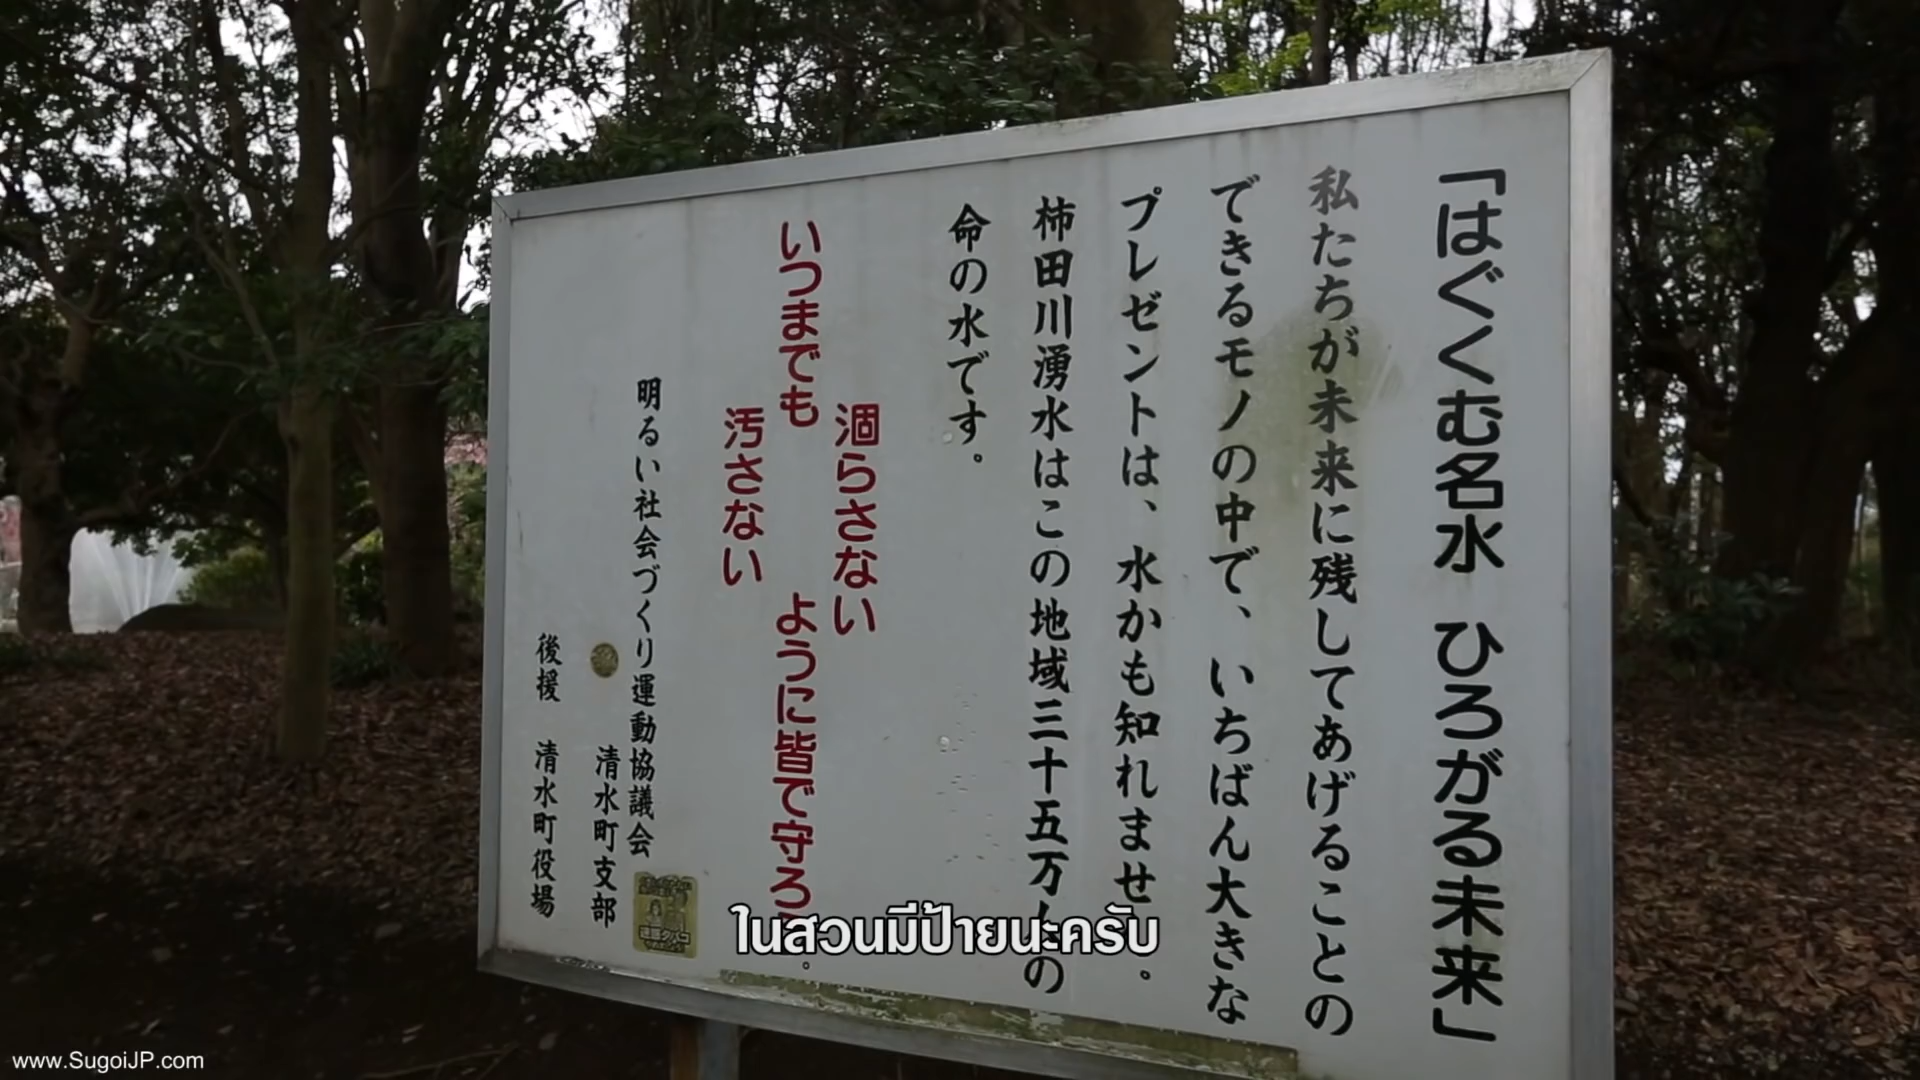 「はぐくむ名水 ひろがる未来」
私たちが未来に残してあげることの
できるモノの中で、いちばん大きな
プレゼントは、水かも知れません。
柿田川湧水はこの地域三十五万人の
命の水です。
涸らさない
いつまでも ように皆で守ろう。
汚さない
明るい社会づくり運動協議会
清水町支部
後援 清水町役場
ในสวนมีป้ายนะครับ
www.SugoiJP.com